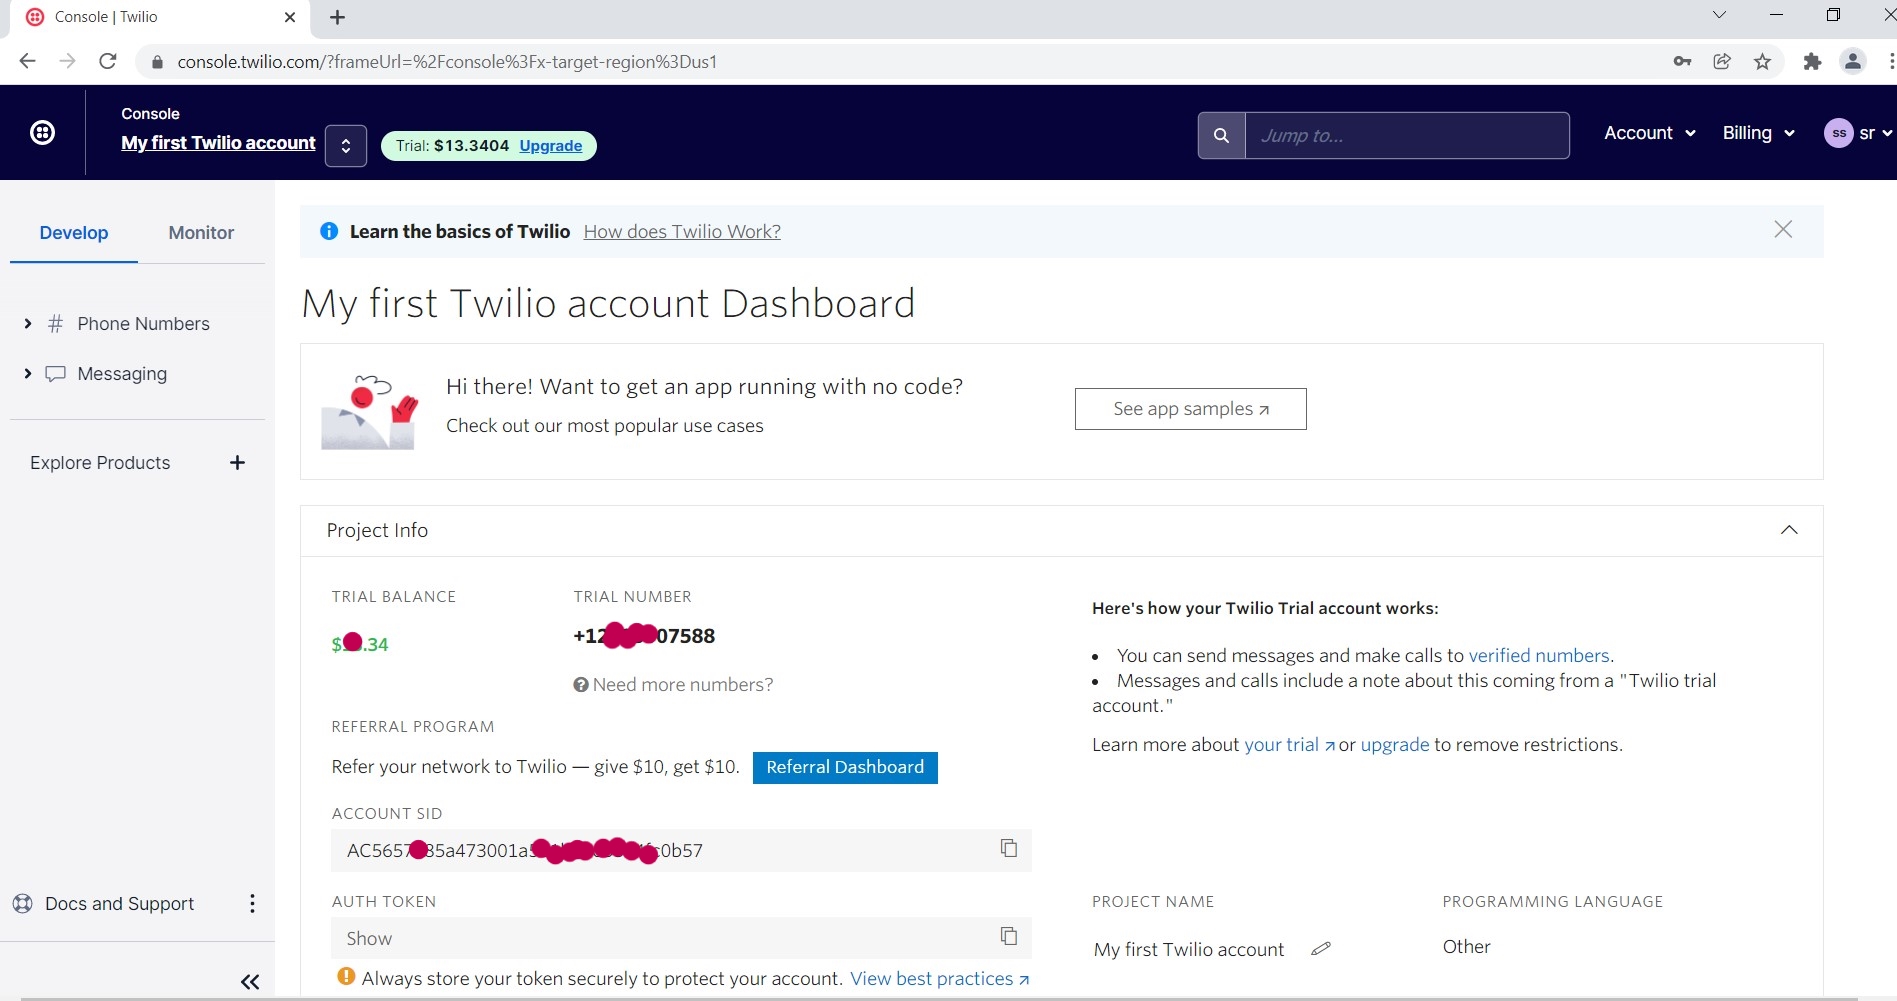 Console | Twilio
console.twilio.com/?frameUrl=%2Fconsole%3Fx-target-region%3Dus1
Console
My first Twilio account
Trial: $13.3404 Upgrade
Jump to...
Account
Billing
ss sr
Develop Monitor
Phone Numbers
Messaging
Explore Products
Docs and Support
Learn the basics of Twilio How does Twilio Work?
My first Twilio account Dashboard
Hi there! Want to get an app running with no code?
Check out our most popular use cases
See app samples
Project Info
TRIAL BALANCE
$ .34
TRIAL NUMBER
+12 07588
Need more numbers?
REFERRAL PROGRAM
Refer your network to Twilio — give $10, get $10. Referral Dashboard
ACCOUNT SID
AC5657 35a473001a c0b57
AUTH TOKEN
Show
Always store your token securely to protect your account. View best practices
Here's how your Twilio Trial account works:
• You can send messages and make calls to verified numbers.
• Messages and calls include a note about this coming from a "Twilio trial
account."
Learn more about your trial or upgrade to remove restrictions.
PROJECT NAME
My first Twilio account
PROGRAMMING LANGUAGE
Other